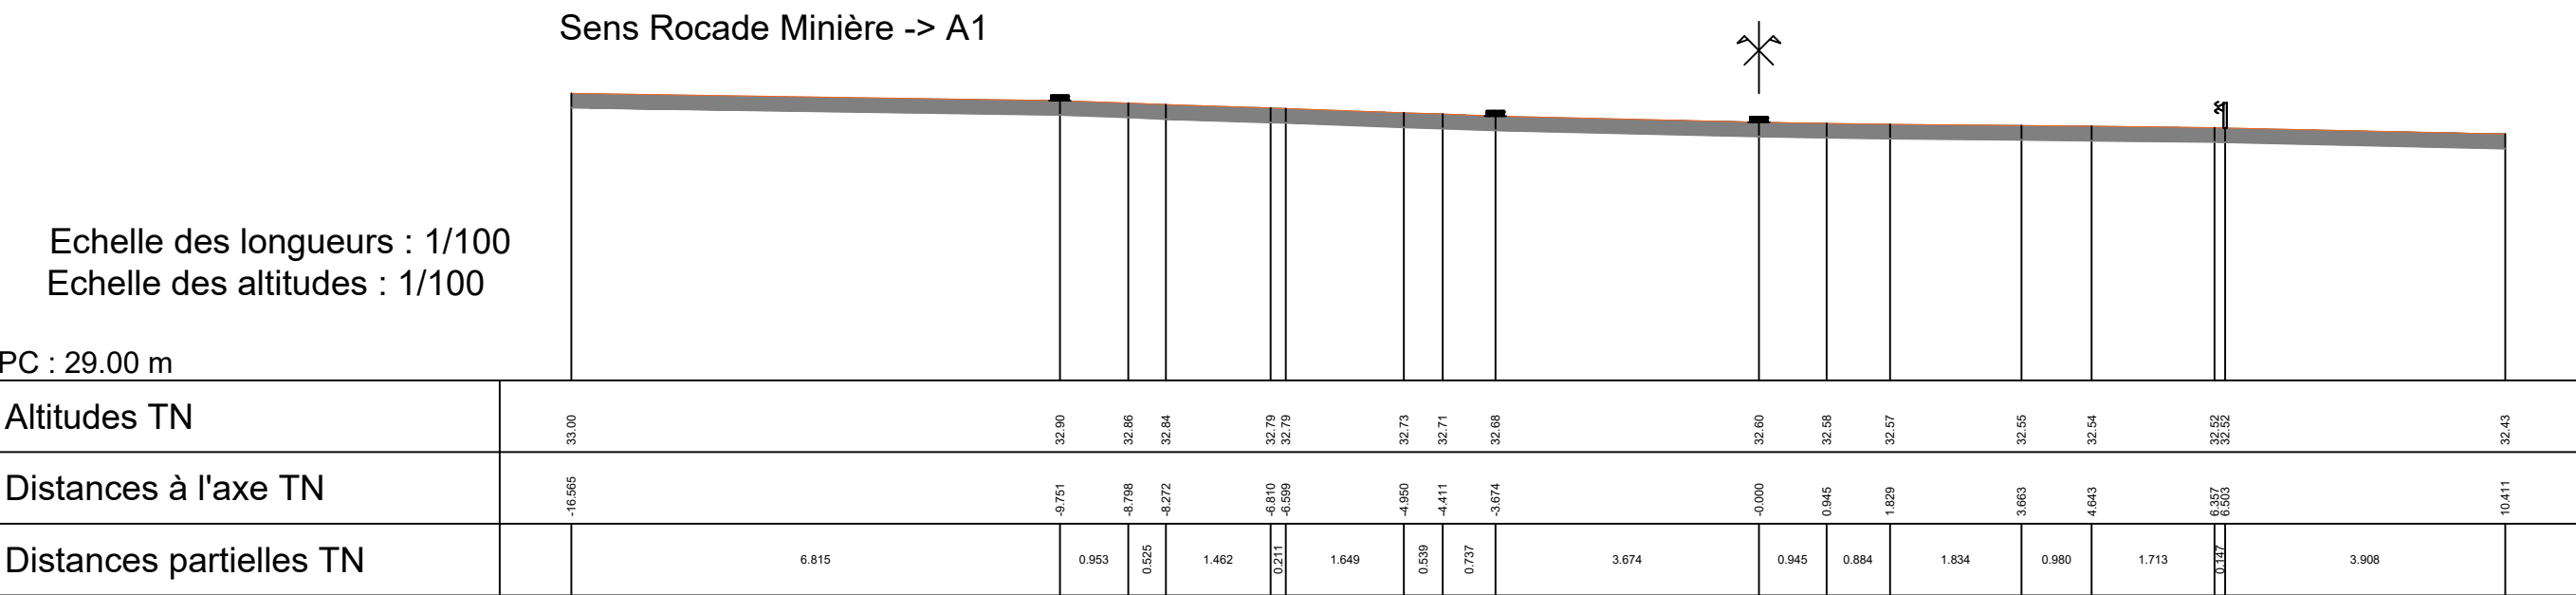 Sens Rocade Minière -> A1
Echelle des longueurs : 1/100
Echelle des altitudes : 1/100
PC : 29.00 m
Altitudes TN 33.00 32.90 32.86 32.84 32.79 32.79 32.73 32.71 32.68 32.60 32.58 32.57 32.55 32.54 32.52 32.52 32.43
Distances à l'axe TN -16.565 -9.751 -8.798 -8.272 -6.810 -6.599 -4.950 -4.411 -3.674 -0.000 0.945 1.829 3.663 4.643 6.357 6.503 10.411
Distances partielles TN 6.815 0.953 0.525 1.462 0.211 1.649 0.539 0.737 3.674 0.945 0.884 1.834 0.980 1.713 0.147 3.908